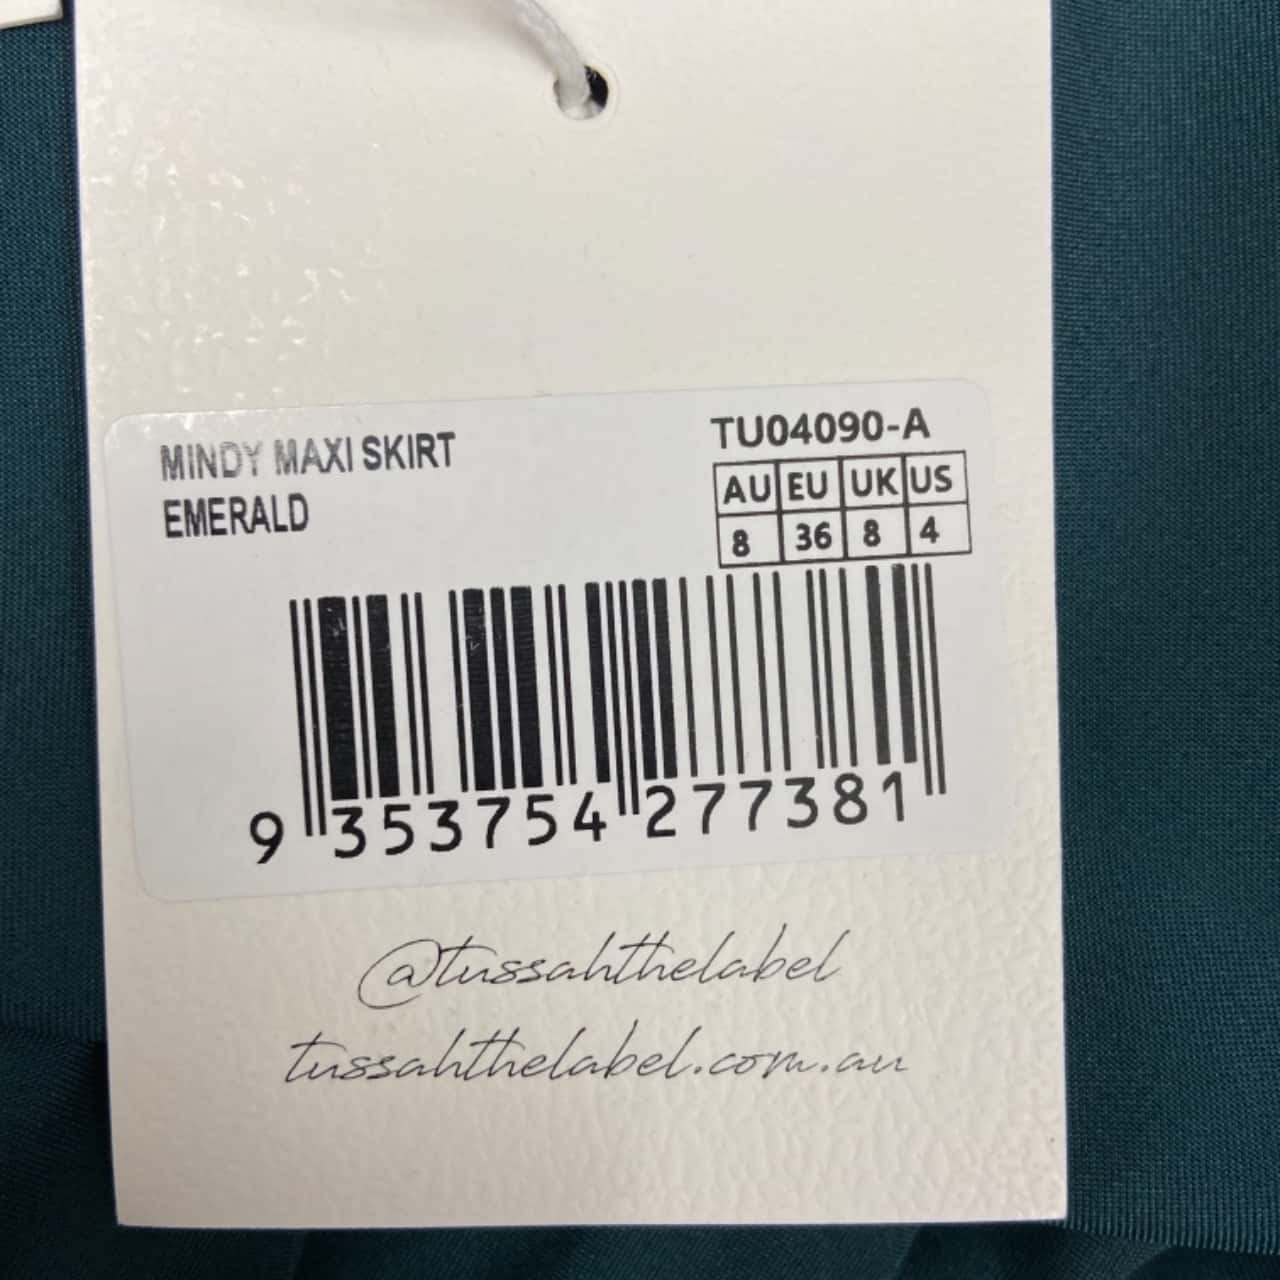 MINDY MAXI SKIRT
EMERALD
TU04090-A
AU EU UK US
8 36 8 4
9 353754 277381
@tussahthelabel
tussahthelabel.com.au